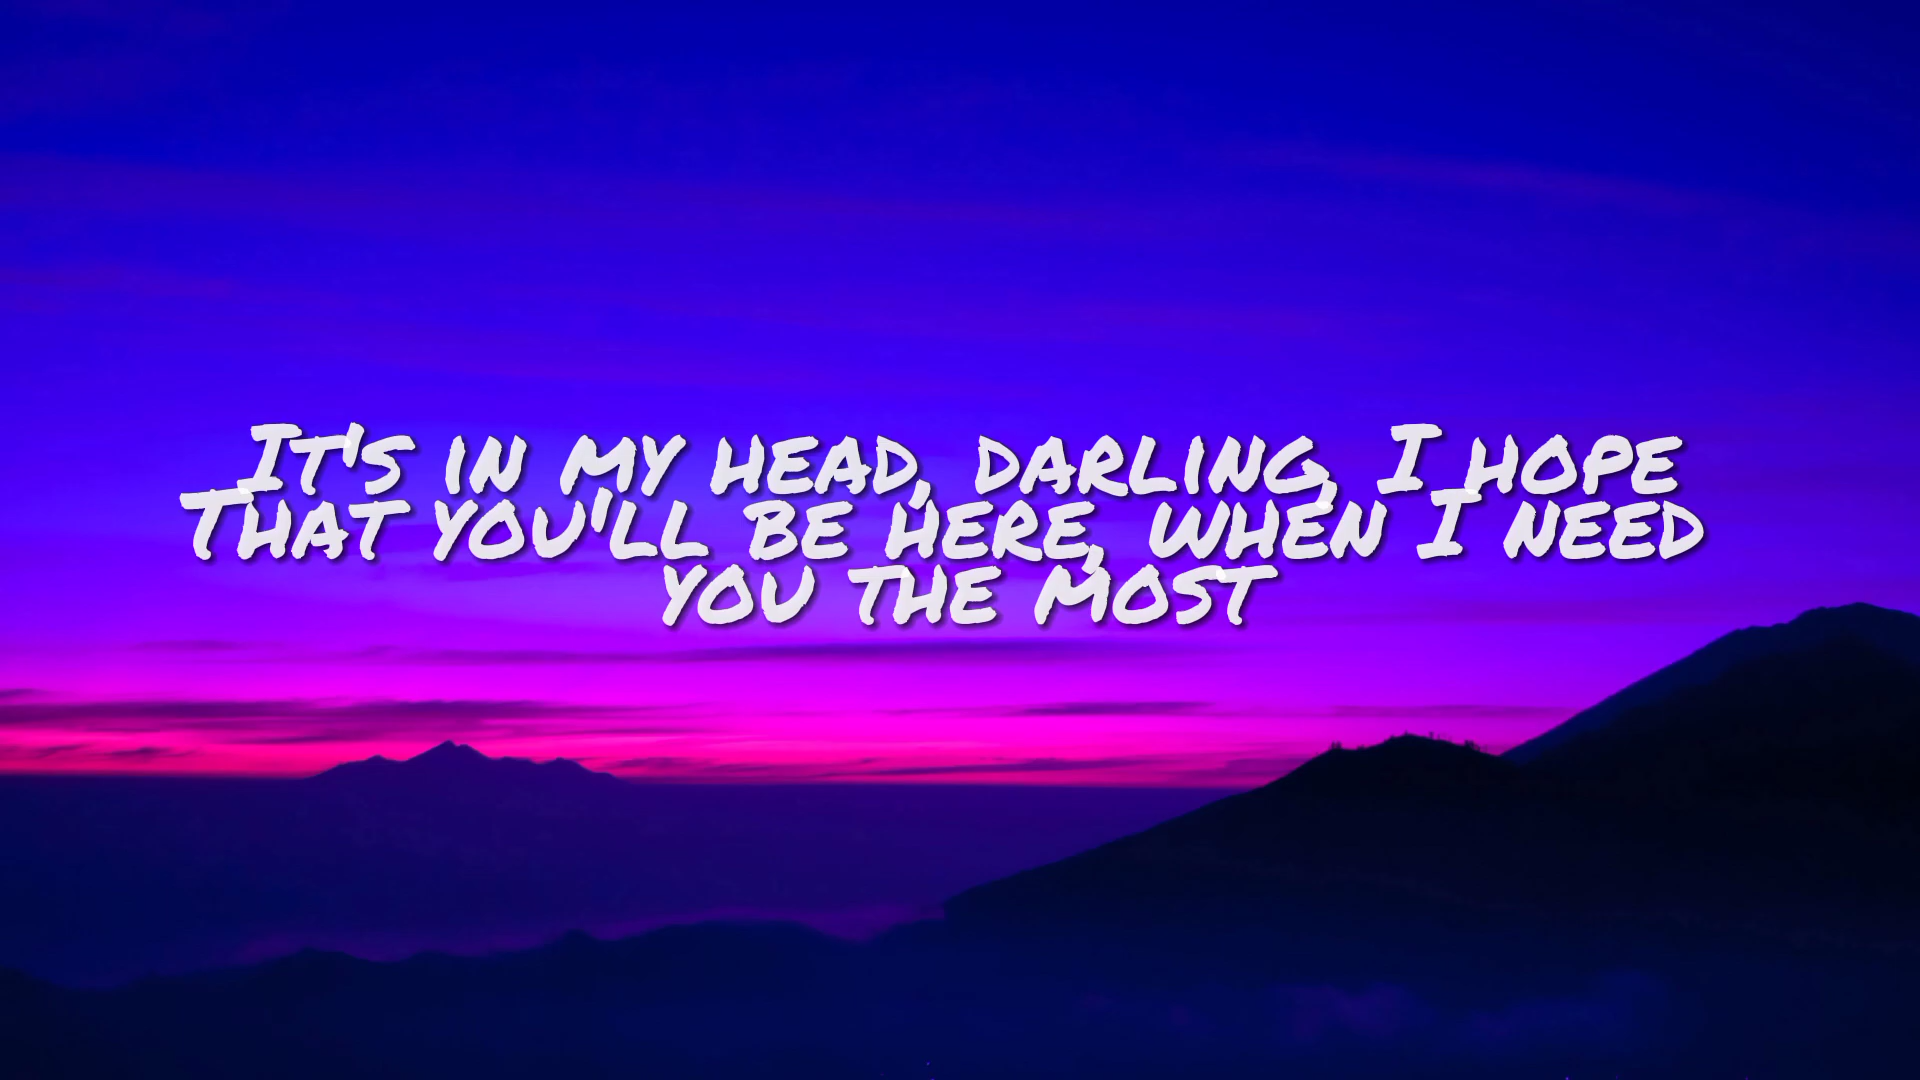 It's in my head, darling, I hope
That you'll be here, when I need
you the most